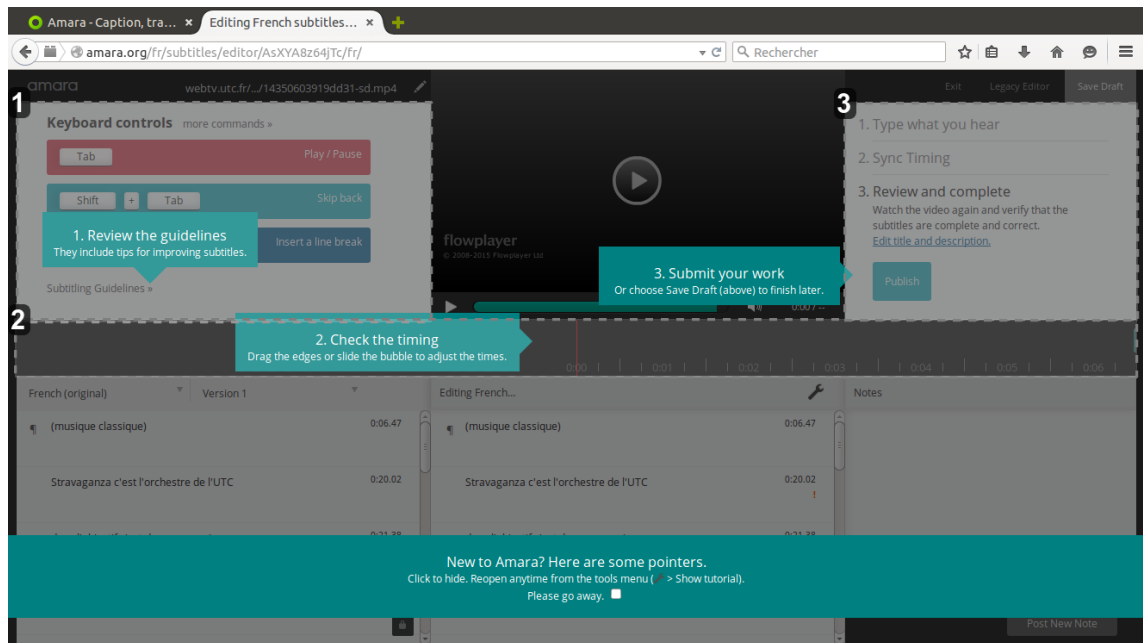 Amara - Caption, tra... ×
Editing French subtitles... ×
amara.org/fr/subtitles/editor/AsXYA8z64jTc/fr/
Rechercher
amara
webtv.utc.fr/.../14350603919dd31-sd.mp4
Exit
Legacy Editor
Save Draft
1
Keyboard controls more commands »
Tab
Play / Pause
Shift + Tab
Skip back
Insert a line break
1. Review the guidelines
They include tips for improving subtitles.
Subtitling Guidelines »
flowplayer
© 2008-2015 Flowplayer Ltd
0:00 / --
3
1. Type what you hear
2. Sync Timing
3. Review and complete
Watch the video again and verify that the
subtitles are complete and correct.
Edit title and description.
Publish
3. Submit your work
Or choose Save Draft (above) to finish later.
2
2. Check the timing
Drag the edges or slide the bubble to adjust the times.
0:00 0:01 0:02 0:03 0:04 0:05 0:06
French (original)
Version 1
Editing French...
Notes
¶ (musique classique) 0:06.47
¶ (musique classique) 0:06.47
Stravaganza c'est l'orchestre de l'UTC 0:20.02
Stravaganza c'est l'orchestre de l'UTC 0:20.02
!
0:21.38
0:21.38
New to Amara? Here are some pointers.
Click to hide. Reopen anytime from the tools menu ( > Show tutorial).
Please go away.
Post New Note